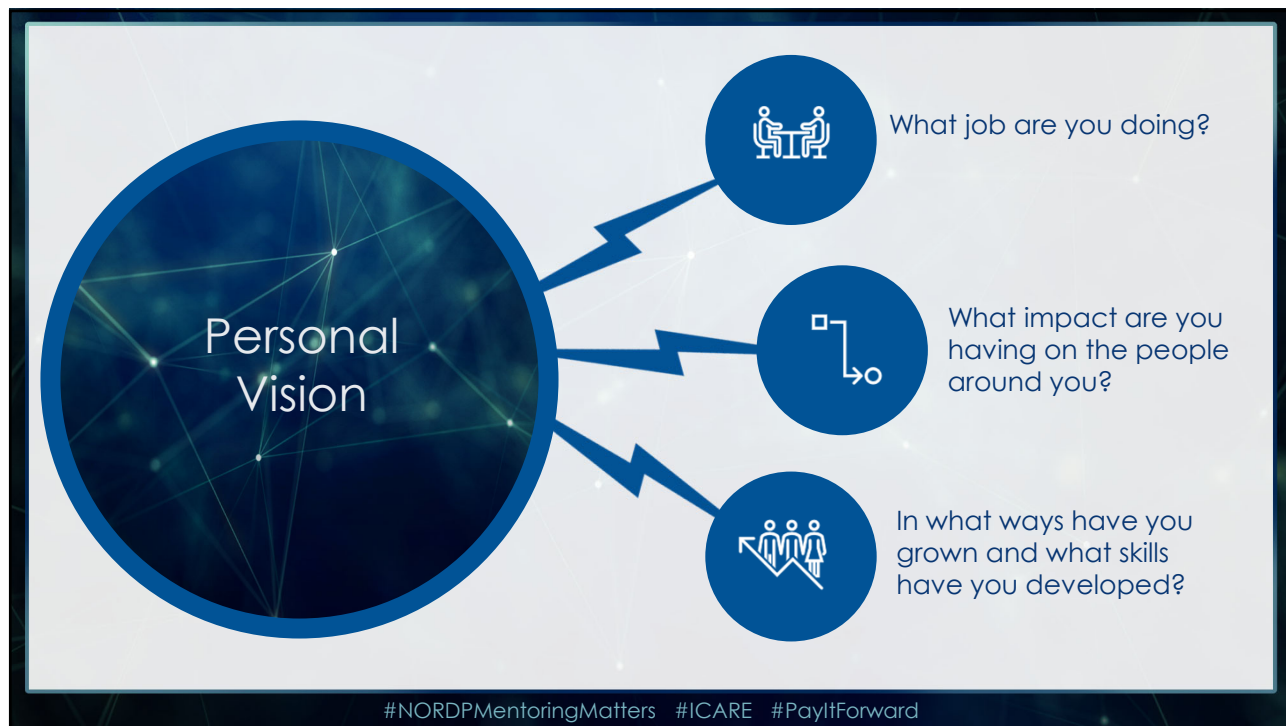 Personal
Vision
What job are you doing?
What impact are you
having on the people
around you?
In what ways have you
grown and what skills
have you developed?
#NORDPMentoringMatters #ICARE #PayItForward